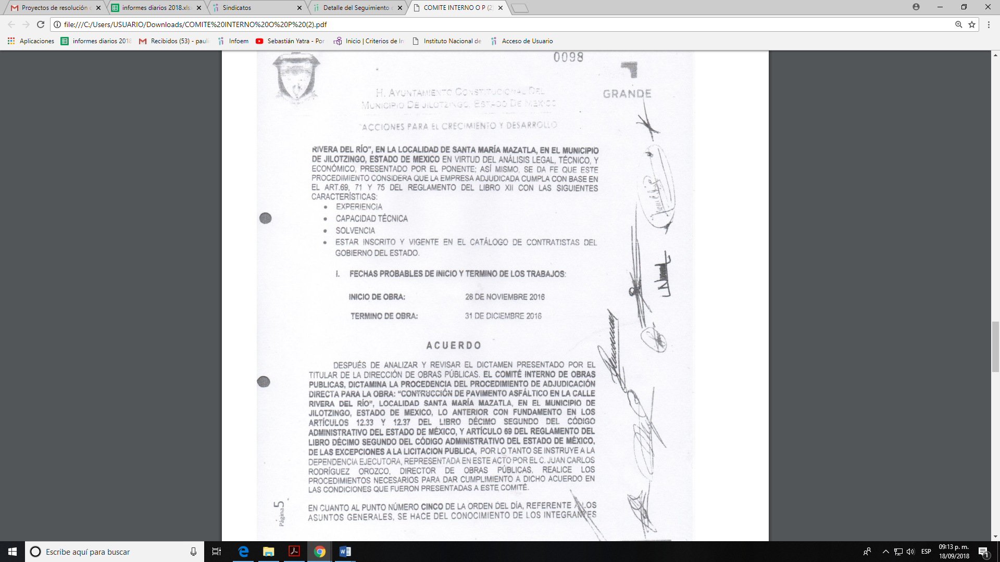 Proyectos de resolución
informes diarios 2018.xlsx
Sindicatos
Detalle del Seguimiento
COMITE INTERNO O P (2)
file:///C:/Users/USUARIO/Downloads/COMITE%20INTERNO%20O%20P%20(2).pdf
Aplicaciones
informes diarios 2018
Recibidos (53) - pauli
Infoem
Sebastián Yatra - Por
Inicio | Criterios de In
Instituto Nacional de
Acceso de Usuario
0098
GRANDE
H. AYUNTAMIENTO CONSTITUCIONAL DEL
MUNICIPIO DE JILOTZINGO, ESTADO DE MÉXICO
"ACCIONES PARA EL CRECIMIENTO Y DESARROLLO
RIVERA DEL RÍO", EN LA LOCALIDAD DE SANTA MARÍA MAZATLA, EN EL MUNICIPIO
DE JILOTZINGO, ESTADO DE MEXICO EN VIRTUD DEL ANÁLISIS LEGAL, TÉCNICO, Y
ECONÓMICO, PRESENTADO POR EL PONENTE; ASÍ MISMO, SE DA FE QUE ESTE
PROCEDIMIENTO CONSIDERA QUE LA EMPRESA ADJUDICADA CUMPLA CON BASE EN
EL ART.69, 71 Y 75 DEL REGLAMENTO DEL LIBRO XII CON LAS SIGUIENTES
CARACTERÍSTICAS:
• EXPERIENCIA
• CAPACIDAD TÉCNICA
• SOLVENCIA
• ESTAR INSCRITO Y VIGENTE EN EL CATÁLOGO DE CONTRATISTAS DEL
GOBIERNO DEL ESTADO.
I. FECHAS PROBABLES DE INICIO Y TERMINO DE LOS TRABAJOS:
INICIO DE OBRA: 28 DE NOVIEMBRE 2016
TERMINO DE OBRA: 31 DE DICIEMBRE 2016
ACUERDO
DESPUÉS DE ANALIZAR Y REVISAR EL DICTAMEN PRESENTADO POR EL
TITULAR DE LA DIRECCIÓN DE OBRAS PÚBLICAS. EL COMITÉ INTERNO DE OBRAS
PUBLICAS, DICTAMINA LA PROCEDENCIA DEL PROCEDIMIENTO DE ADJUDICACIÓN
DIRECTA PARA LA OBRA: "CONTRUCCIÓN DE PAVIMENTO ASFÁLTICO EN LA CALLE
RIVERA DEL RÍO", LOCALIDAD SANTA MARÍA MAZATLA, EN EL MUNICIPIO DE
JILOTZINGO, ESTADO DE MEXICO, LO ANTERIOR CON FUNDAMENTO EN LOS
ARTÍCULOS 12.33 Y 12.37 DEL LIBRO DÉCIMO SEGUNDO DEL CÓDIGO
ADMINISTRATIVO DEL ESTADO DE MÉXICO, Y ARTÍCULO 69 DEL REGLAMENTO DEL
LIBRO DÉCIMO SEGUNDO DEL CÓDIGO ADMINISTRATIVO DEL ESTADO DE MÉXICO,
DE LAS EXCEPCIONES A LA LICITACION PUBLICA, POR LO TANTO SE INSTRUYE A LA
DEPENDENCIA EJECUTORA, REPRESENTADA EN ESTE ACTO POR EL C. JUAN CARLOS
RODRÍGUEZ OROZCO, DIRECTOR DE OBRAS PÚBLICAS, REALICE LOS
PROCEDIMIENTOS NECESARIOS PARA DAR CUMPLIMIENTO A DICHO ACUERDO EN
LAS CONDICIONES QUE FUERON PRESENTADAS A ESTE COMITÉ.
EN CUANTO AL PUNTO NÚMERO CINCO DE LA ORDEN DEL DÍA, REFERENTE A LOS
ASUNTOS GENERALES, SE HACE DEL CONOCIMIENTO DE LOS INTEGRANTES
Página 5
Escribe aquí para buscar
ESP
09:13 p. m.
18/09/2018
1